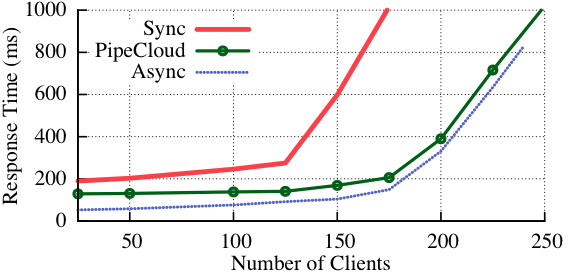 1000
800
600
400
200
0
Response Time (ms)
Sync
PipeCloud
Async
50 100 150 200 250
Number of Clients